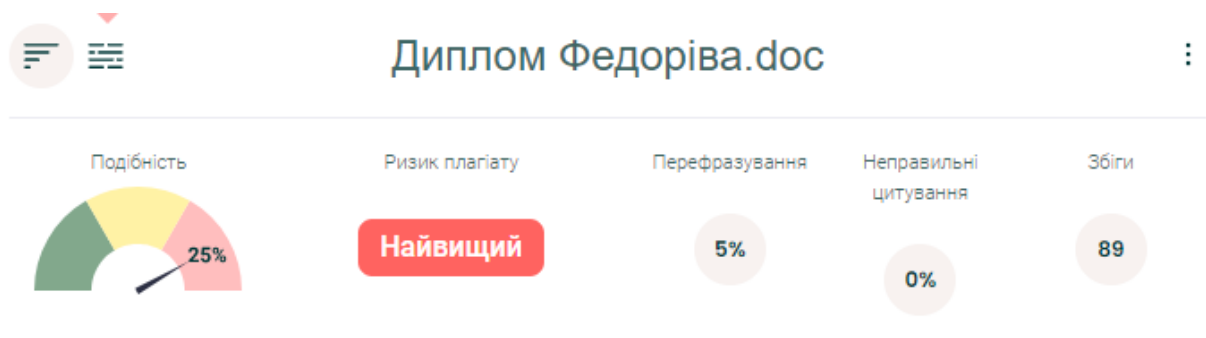 Диплом Федоріва.doc
Подібність
25%
Ризик плагіату
Найвищий
Перефразування
5%
Неправильні
цитування
0%
Збіги
89